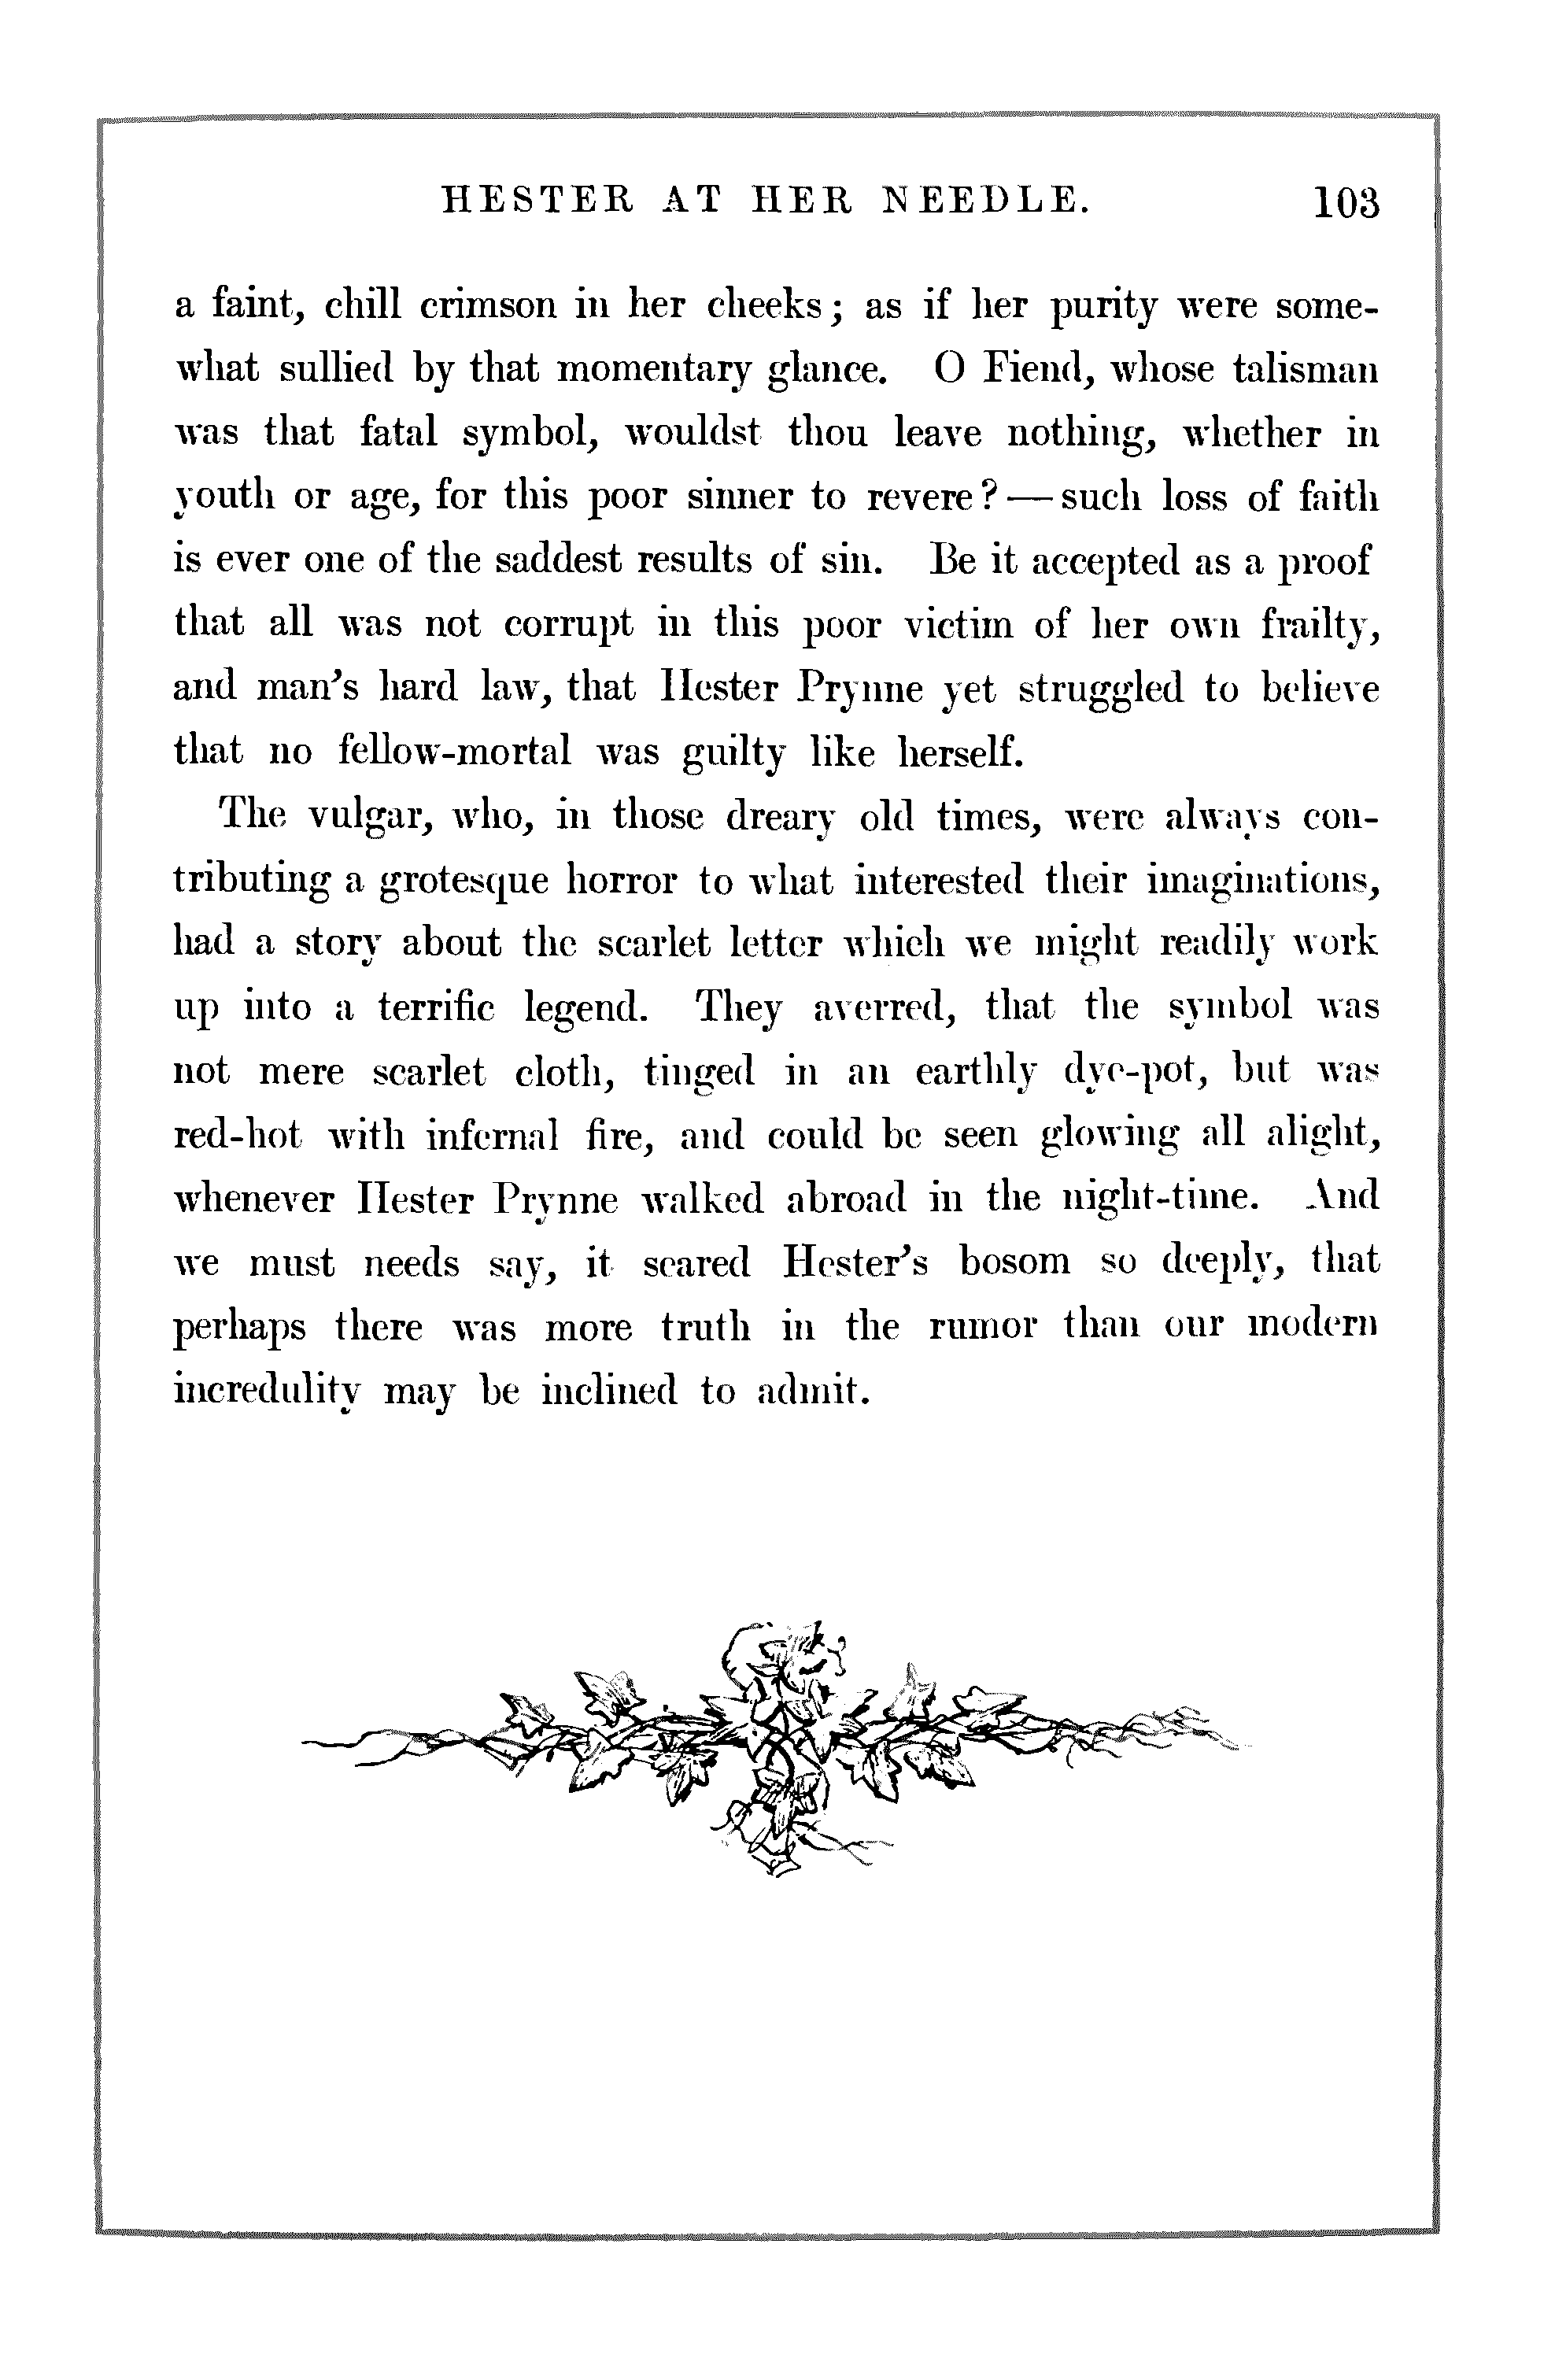 HESTER AT HER NEEDLE. 103
a faint, chill crimson in her cheeks; as if her purity were some-
what sullied by that momentary glance. O Fiend, whose talisman
was that fatal symbol, wouldst thou leave nothing, whether in
youth or age, for this poor sinner to revere? — such loss of faith
is ever one of the saddest results of sin. Be it accepted as a proof
that all was not corrupt in this poor victim of her own frailty,
and man's hard law, that Hester Prynne yet struggled to believe
that no fellow-mortal was guilty like herself.
The vulgar, who, in those dreary old times, were always con-
tributing a grotesque horror to what interested their imaginations,
had a story about the scarlet letter which we might readily work
up into a terrific legend. They averred, that the symbol was
not mere scarlet cloth, tinged in an earthly dye-pot, but was
red-hot with infernal fire, and could be seen glowing all alight,
whenever Hester Prynne walked abroad in the night-time. And
we must needs say, it seared Hester's bosom so deeply, that
perhaps there was more truth in the rumor than our modern
incredulity may be inclined to admit.